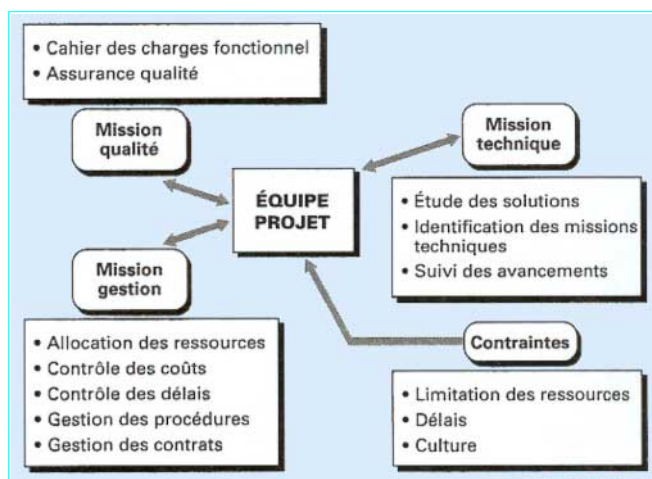 • Cahier des charges fonctionnel
• Assurance qualité
Mission
qualité
Mission
technique
ÉQUIPE
PROJET
• Étude des solutions
• Identification des missions
techniques
• Suivi des avancements
Mission
gestion
• Allocation des ressources
• Contrôle des coûts
• Contrôle des délais
• Gestion des procédures
• Gestion des contrats
Contraintes
• Limitation des ressources
• Délais
• Culture